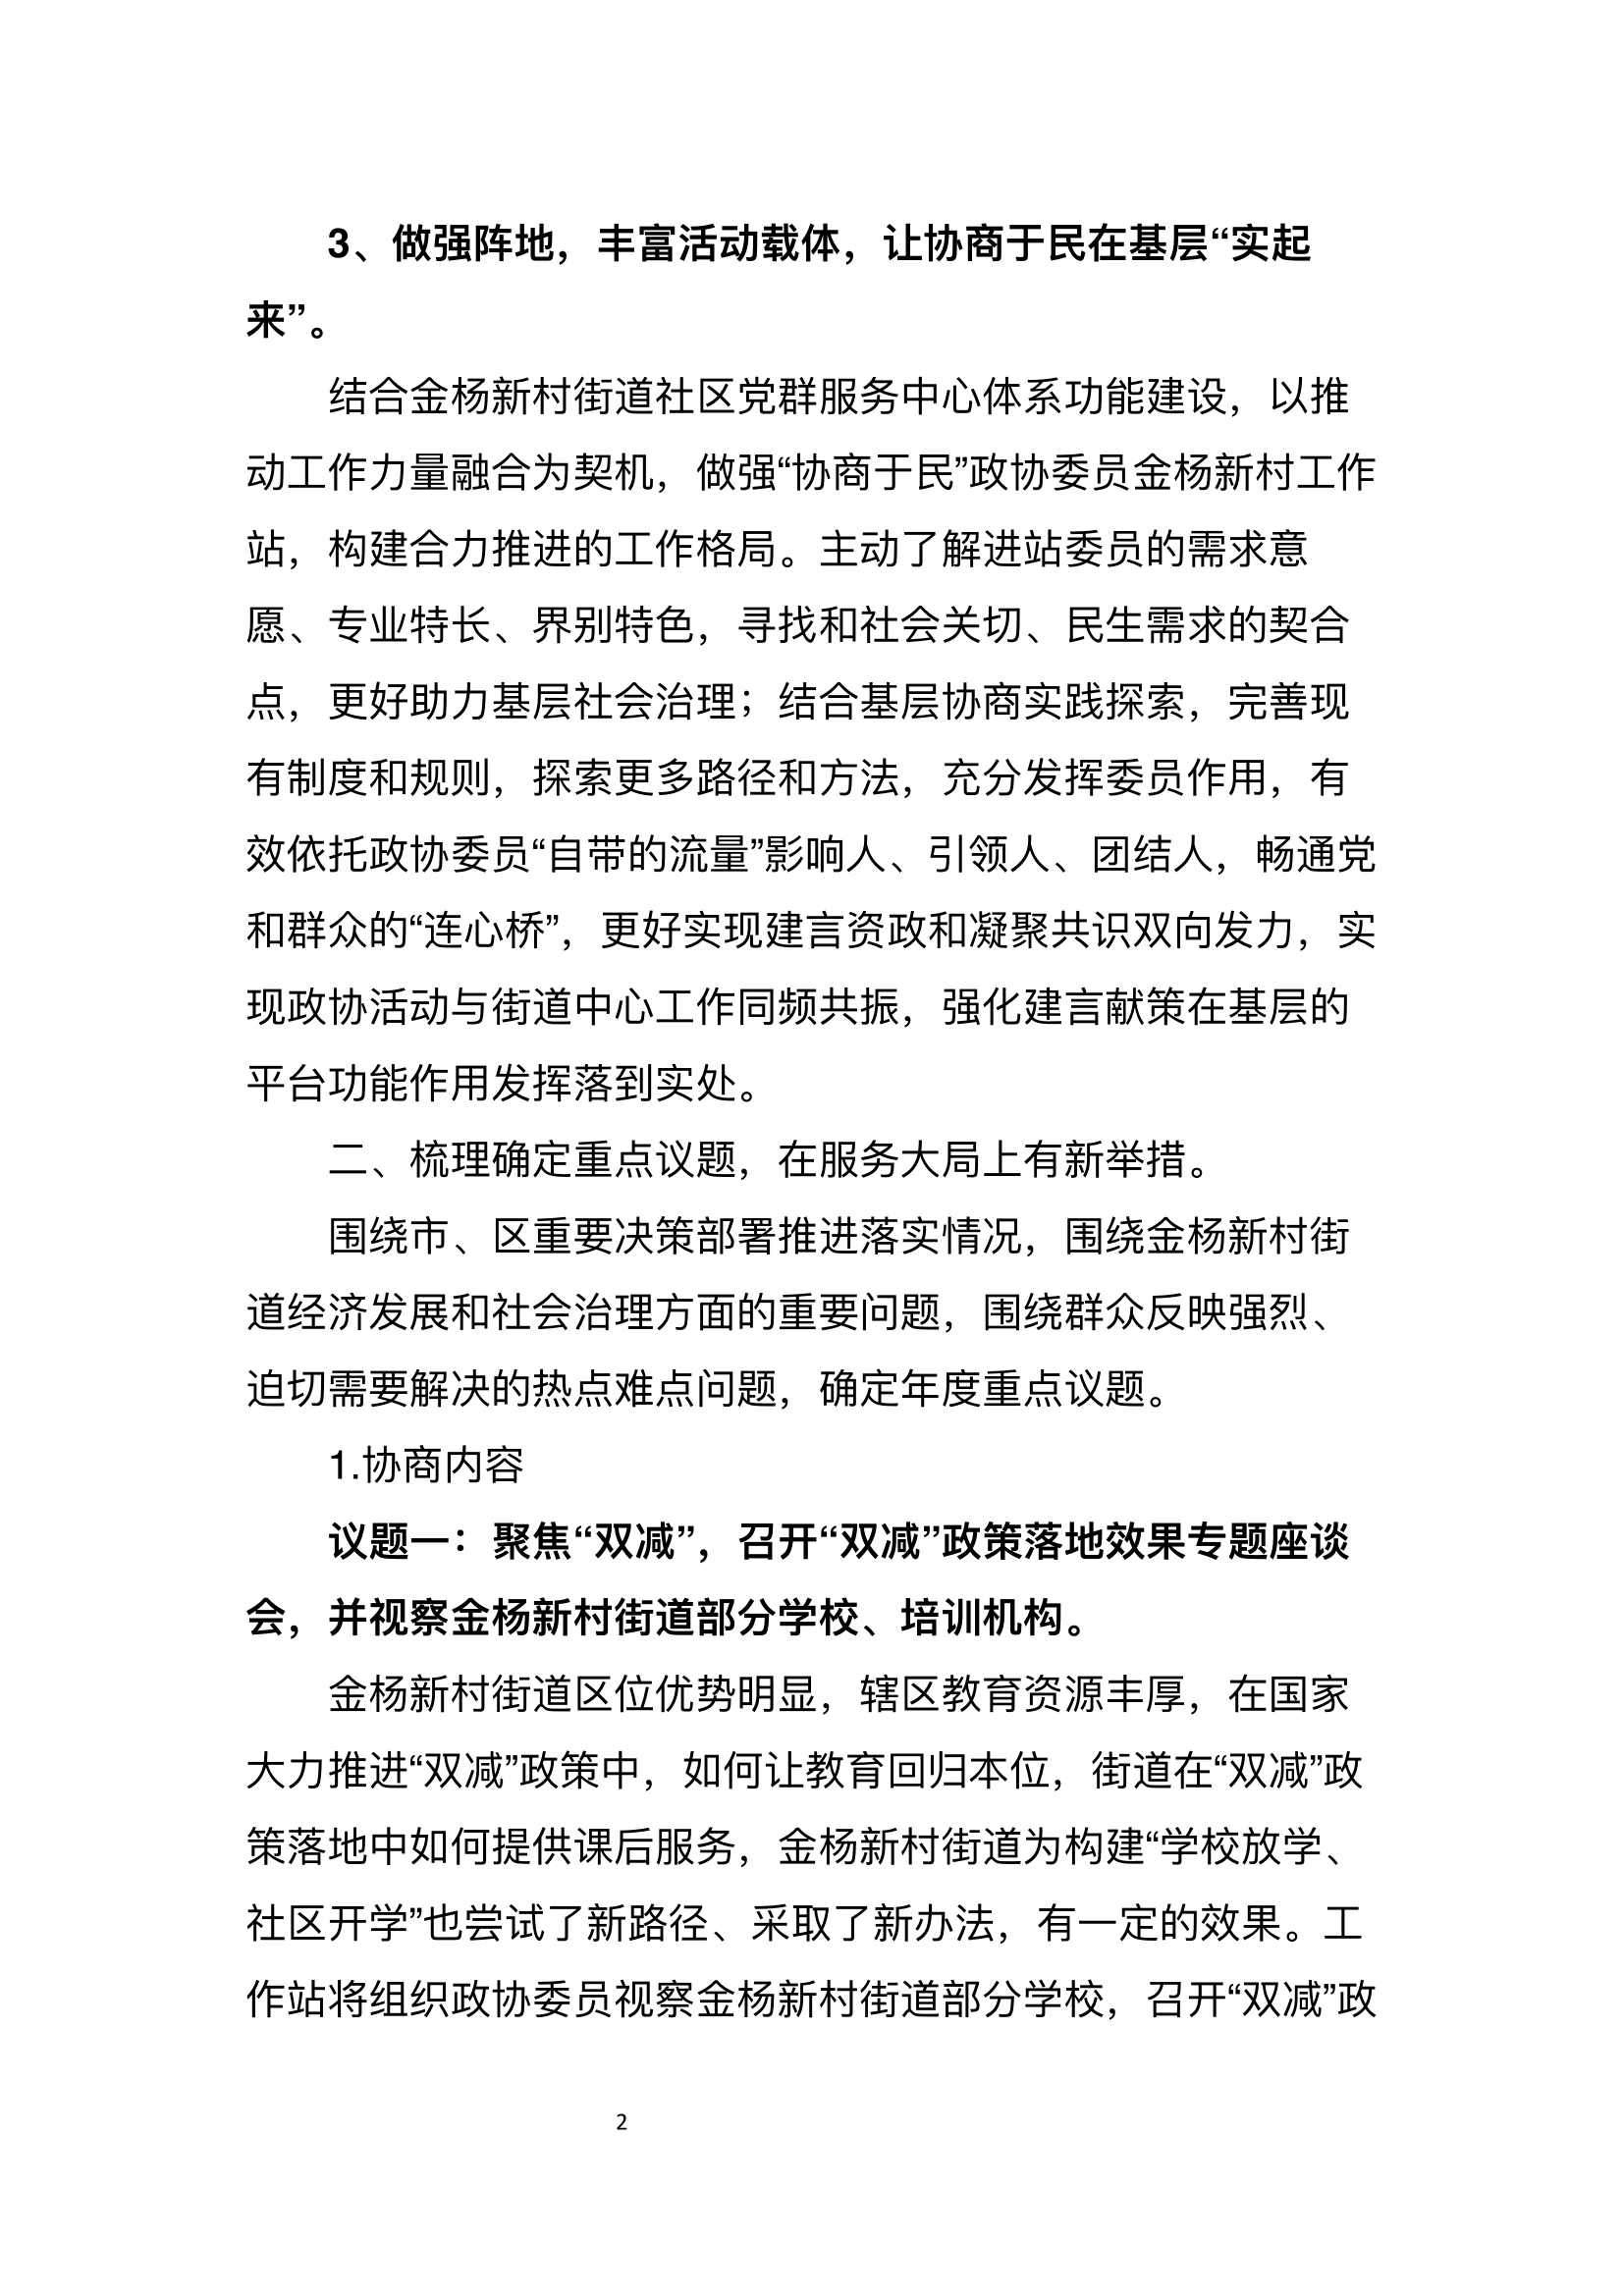 3、做强阵地，丰富活动载体，让协商于民在基层“实起
来”。
结合金杨新村街道社区党群服务中心体系功能建设，以推
动工作力量融合为契机，做强“协商于民”政协委员金杨新村工作
站，构建合力推进的工作格局。主动了解进站委员的需求意
愿、专业特长、界别特色，寻找和社会关切、民生需求的契合
点，更好助力基层社会治理；结合基层协商实践探索，完善现
有制度和规则，探索更多路径和方法，充分发挥委员作用，有
效依托政协委员“自带的流量”影响人、引领人、团结人，畅通党
和群众的“连心桥”，更好实现建言资政和凝聚共识双向发力，实
现政协活动与街道中心工作同频共振，强化建言献策在基层的
平台功能作用发挥落到实处。
二、梳理确定重点议题，在服务大局上有新举措。
围绕市、区重要决策部署推进落实情况，围绕金杨新村街
道经济发展和社会治理方面的重要问题，围绕群众反映强烈、
迫切需要解决的热点难点问题，确定年度重点议题。
1.协商内容
议题一：聚焦“双减”，召开“双减”政策落地效果专题座谈
会，并视察金杨新村街道部分学校、培训机构。
金杨新村街道区位优势明显，辖区教育资源丰厚，在国家
大力推进“双减”政策中，如何让教育回归本位，街道在“双减”政
策落地中如何提供课后服务，金杨新村街道为构建“学校放学、
社区开学”也尝试了新路径、采取了新办法，有一定的效果。工
作站将组织政协委员视察金杨新村街道部分学校，召开“双减”政
2